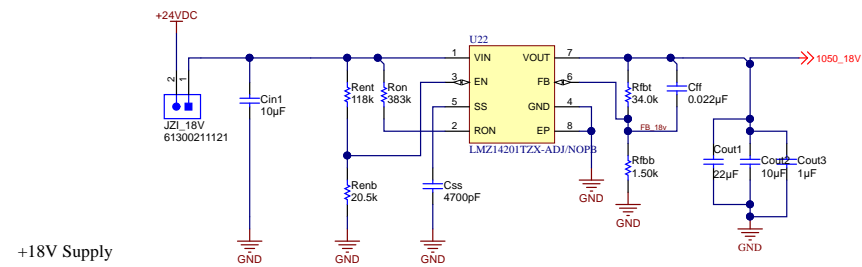 +24VDC
2
1
JZI_18V
61300211121
Cin1
10µF
GND
Rent
118k
Ron
383k
Renb
20.5k
GND
Css
4700pF
GND
U22
1 VIN VOUT 7
3 EN FB 6
5 SS GND 4
2 RON EP 8
LMZ14201TZX-ADJ/NOPB
GND
Rfbt
34.0k
Cff
0.022µF
FB_18v
Rfbb
1.50k
GND
1050_18V
Cout1
22µF
Cout2
10µF
Cout3
1µF
GND
+18V Supply